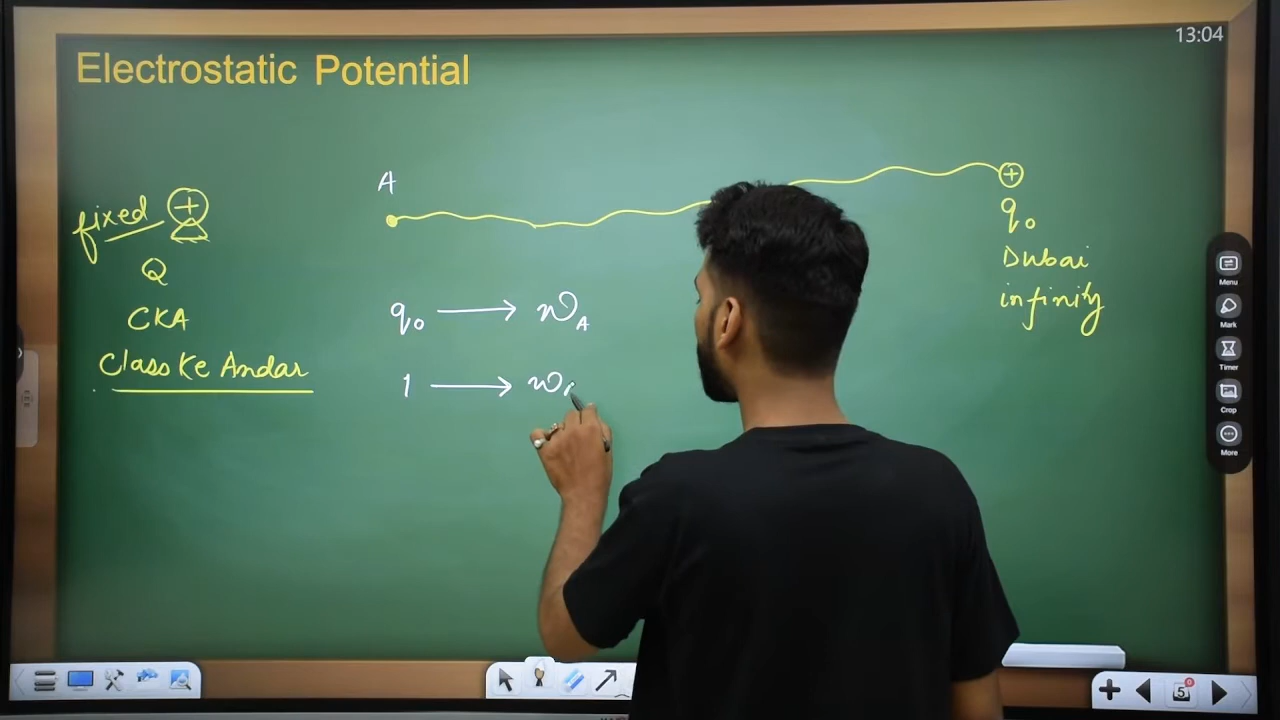 13:04
Electrostatic Potential
A
fixed +
+
q₀
Q
Dubai
CKA
infinity
q₀ → W_A
Class Ke Andar
1 → W
Menu
Mark
Timer
Crop
More
5